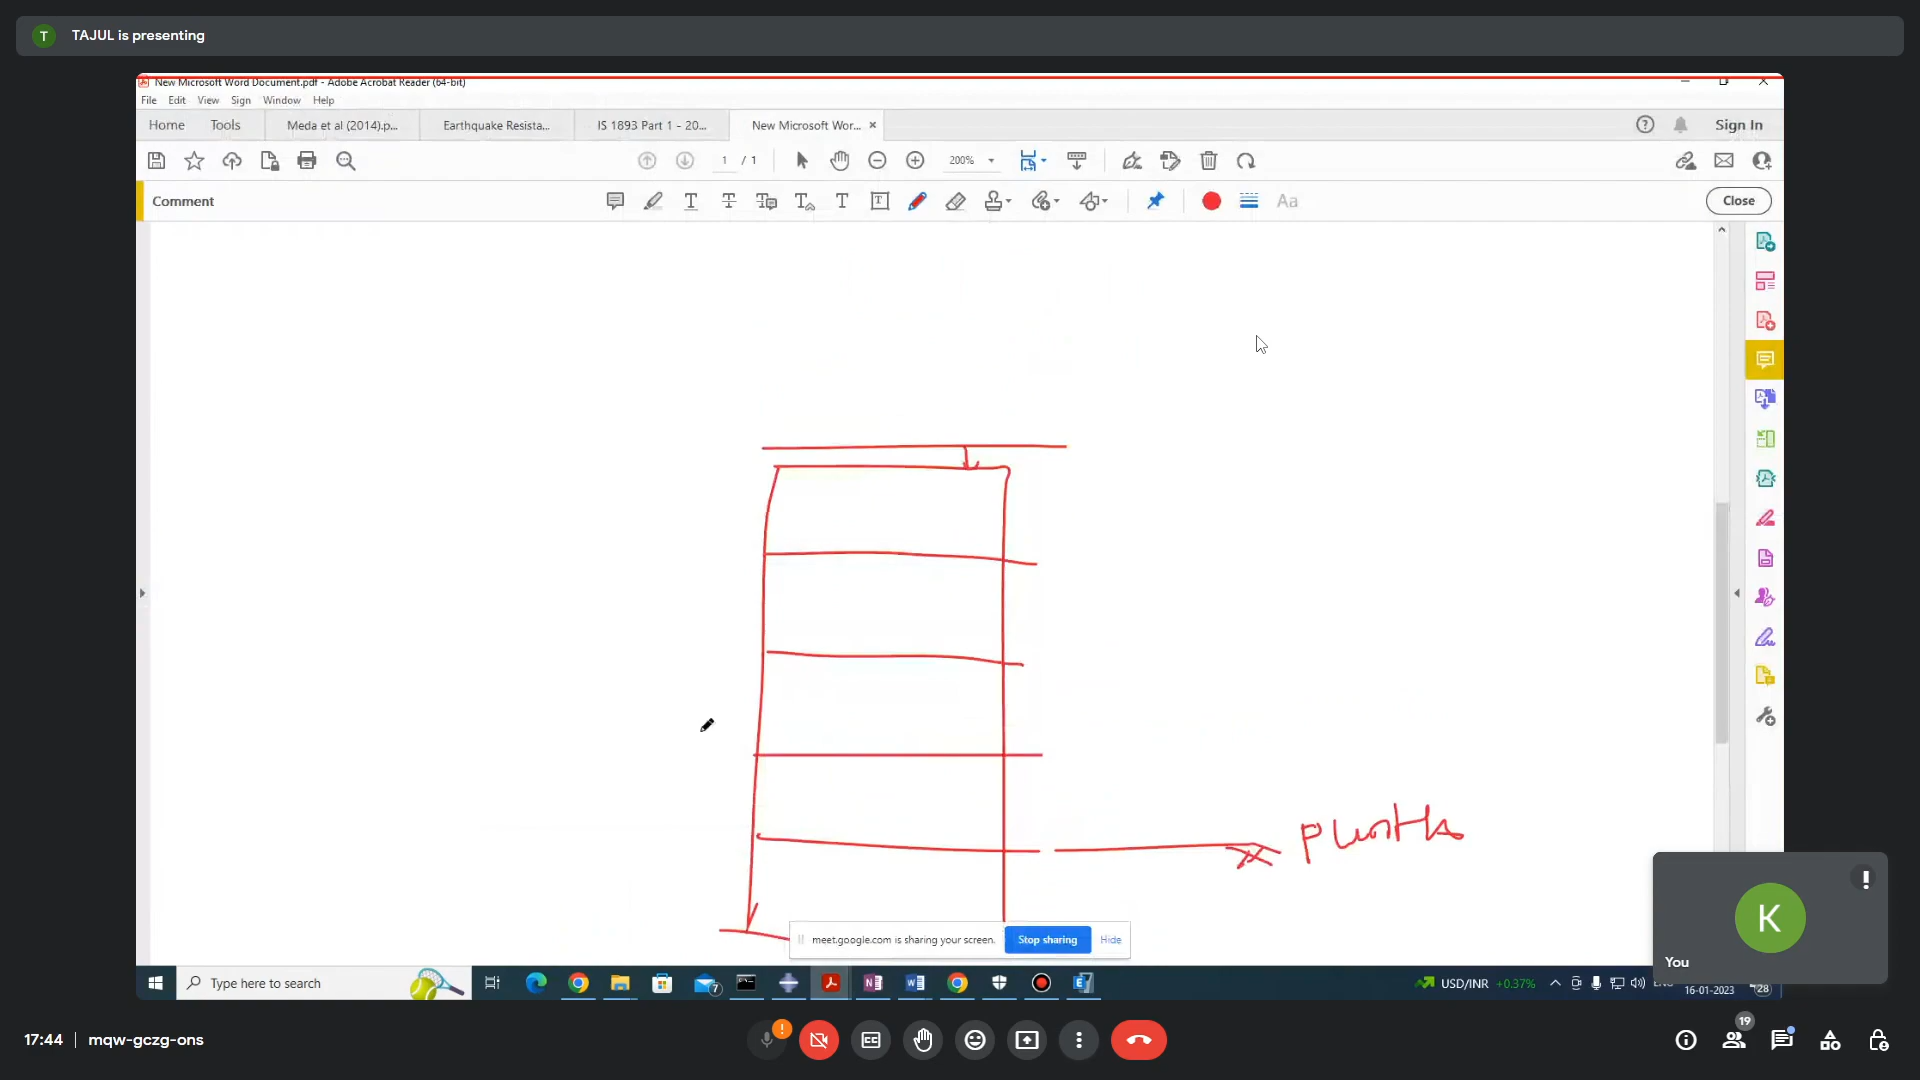 T TAJUL is presenting
New Microsoft Word Document.pdf - Adobe Acrobat Reader (64-bit)
File Edit View Sign Window Help
Home Tools Meda et al (2014).p... Earthquake Resista... IS 1893 Part 1 - 20... New Microsoft Wor... Sign In
1 / 1 200%
Comment Aa Close
meet.google.com is sharing your screen. Stop sharing Hide
K
You
Type here to search 7 USD/INR +0.37% 16-01-2023 28
17:44 mqw-gczg-ons 19